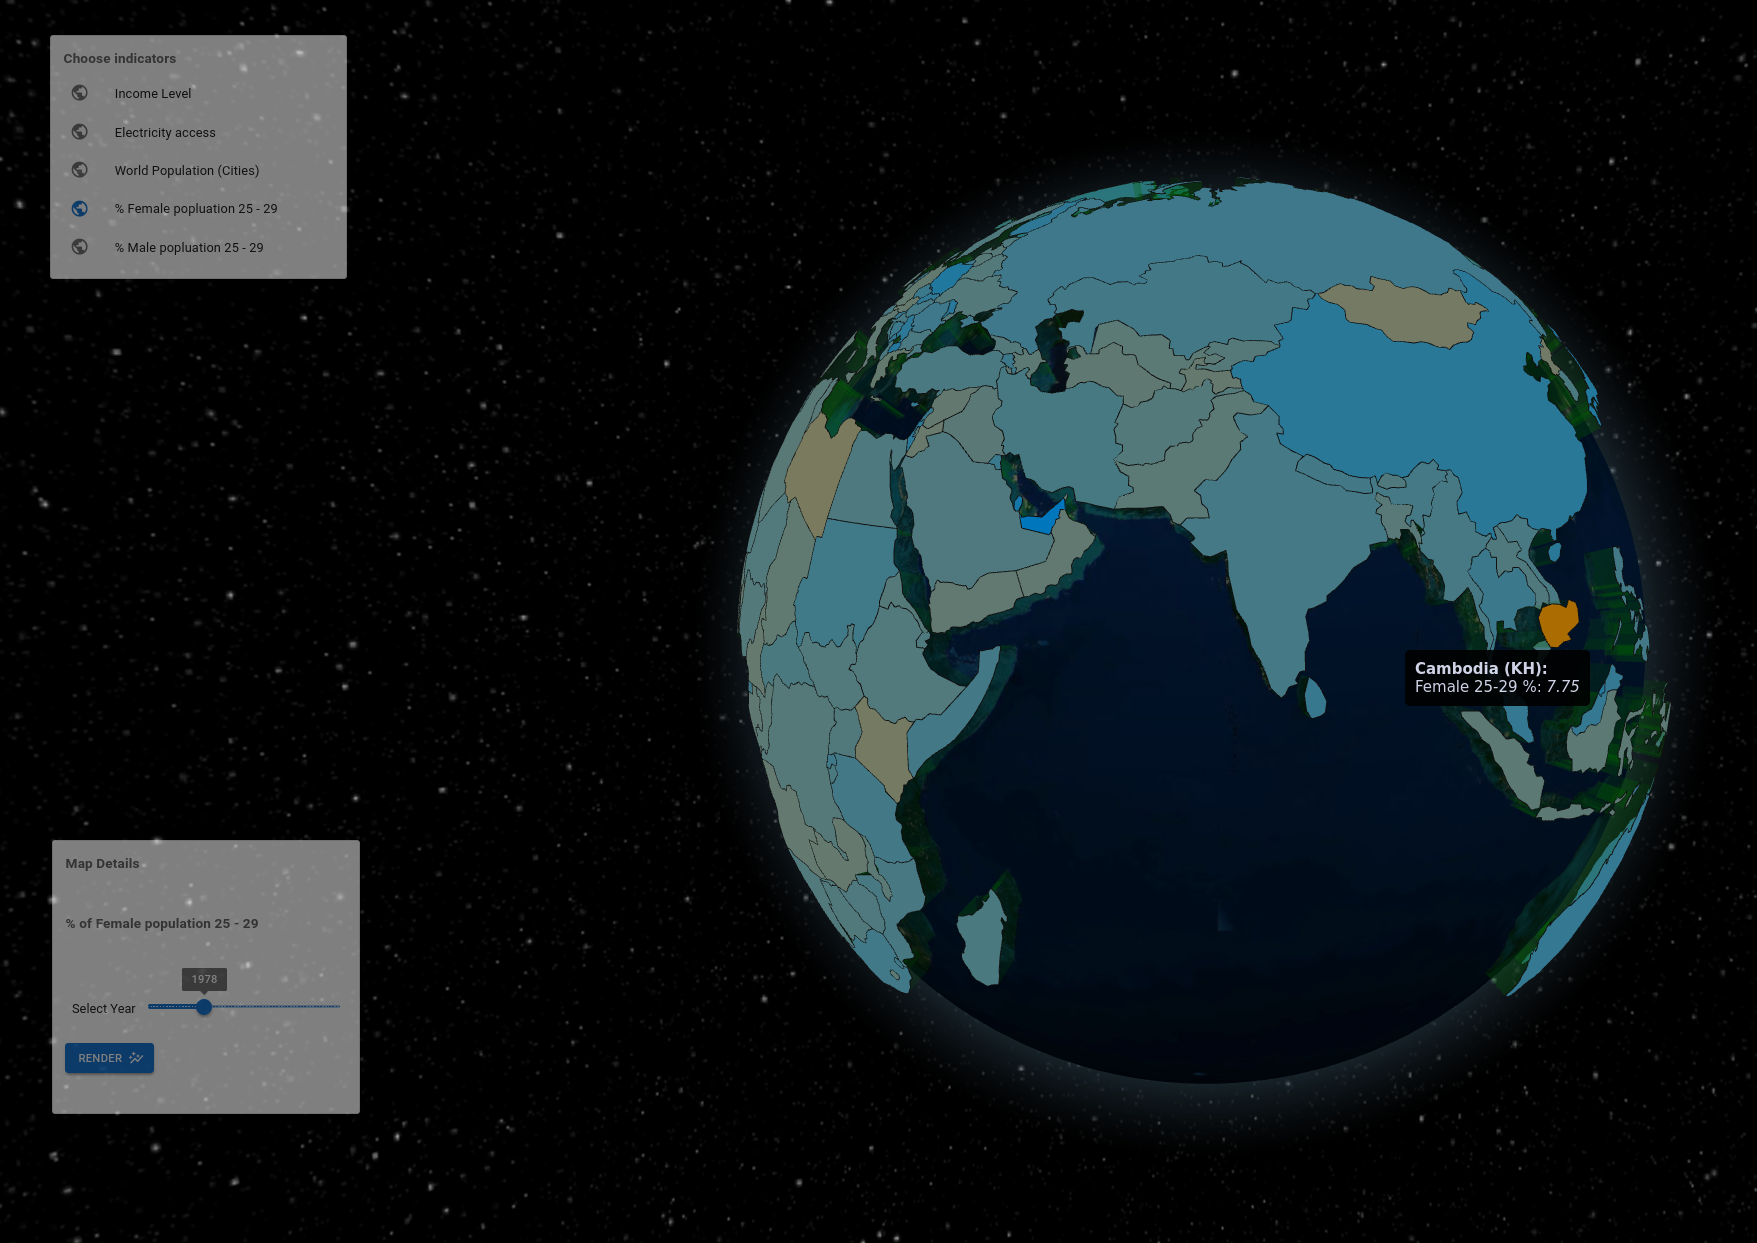 Choose indicators
Income Level
Electricity access
World Population (Cities)
% Female popluation 25 - 29
% Male popluation 25 - 29
Cambodia (KH):
Female 25-29 %: 7.75
Map Details
% of Female population 25 - 29
1978
Select Year
RENDER